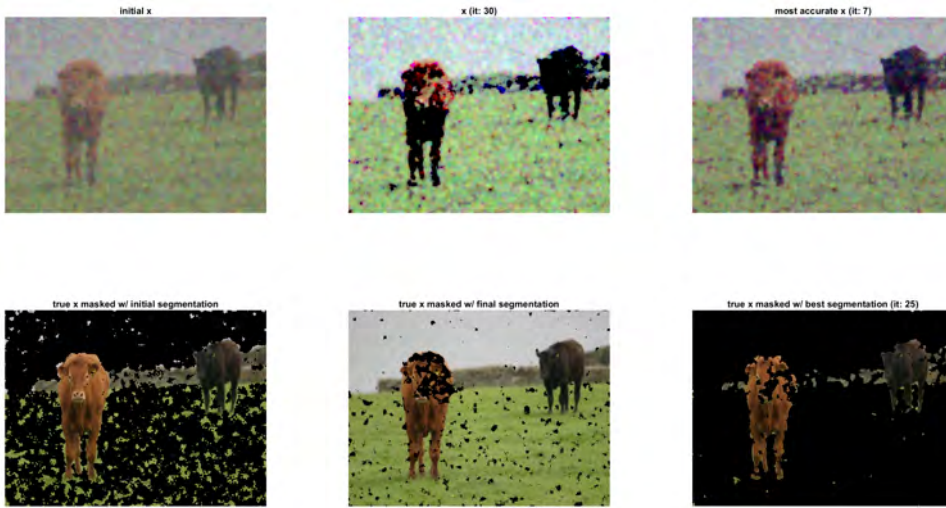 initial x
x (it: 30)
most accurate x (it: 7)
true x masked w/ initial segmentation
true x masked w/ final segmentation
true x masked w/ best segmentation (it: 25)